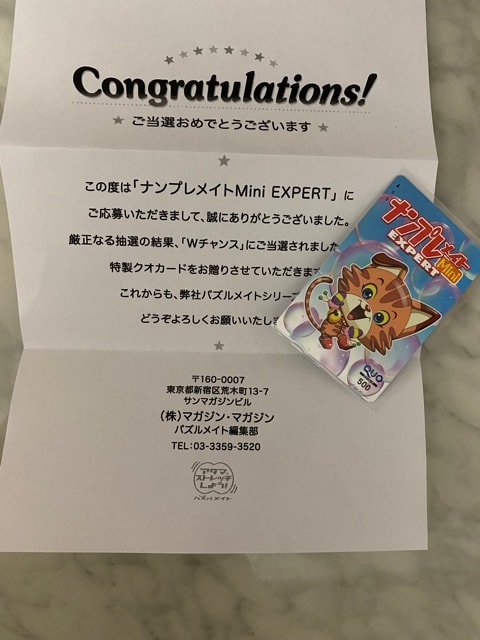 Congratulations!
★ ご当選おめでとうございます ★
★
この度は「ナンプレメイトMini EXPERT」に
ご応募いただきまして、誠にありがとうございました。
厳正なる抽選の結果、「Wチャンス」にご当選されました
特製クオカードをお贈りさせていただきます
これからも、弊社パズルメイトシリーズ
どうぞよろしくお願いいたしま
★
〒160-0007
東京都新宿区荒木町13-7
サンマガジンビル
(株)マガジン・マガジン
パズルメイト編集部
TEL:03-3359-3520
アタマ
ストレッチ
しよう!
パズルメイト
ナンプレメイト
EXPERT
Mini
QUO
500